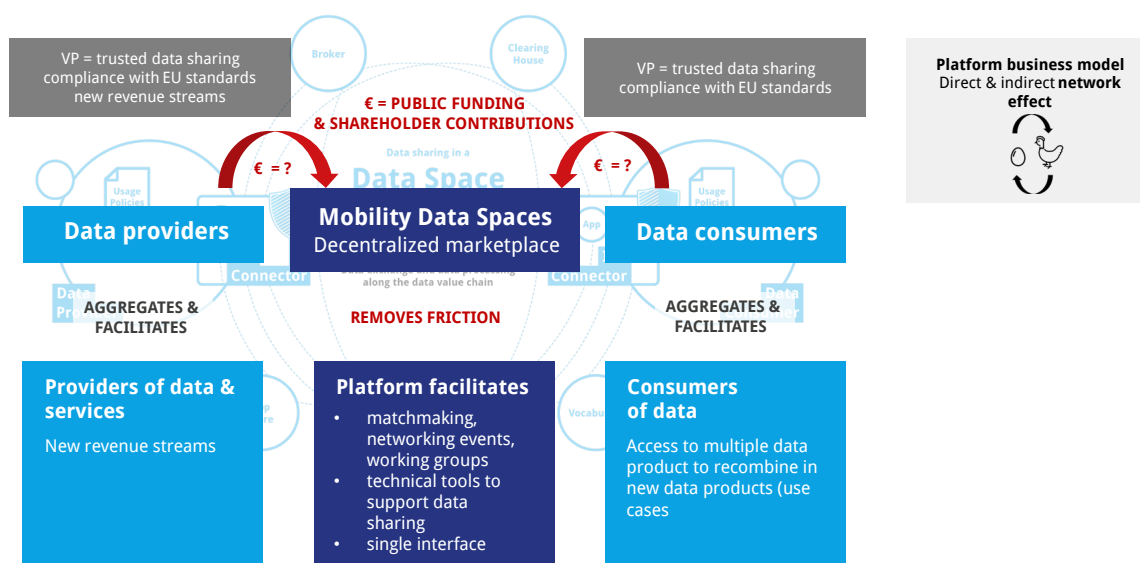 Broker
Clearing
House
VP = trusted data sharing
compliance with EU standards
new revenue streams
VP = trusted data sharing
compliance with EU standards
Platform business model
Direct & indirect network
effect
€ = PUBLIC FUNDING
& SHAREHOLDER CONTRIBUTIONS
€ = ?
€ = ?
Data sharing in a
Data Space
Usage
Policies
Usage
Policies
App
Data providers
Mobility Data Spaces
Decentralized marketplace
Data consumers
Connector
Connector
along the data value chain
Data
Data
AGGREGATES &
FACILITATES
REMOVES FRICTION
AGGREGATES &
FACILITATES
Providers of data &
services
New revenue streams
Platform facilitates
• matchmaking,
networking events,
working groups
• technical tools to
support data
sharing
• single interface
Consumers
of data
Access to multiple data
product to recombine in
new data products (use
cases